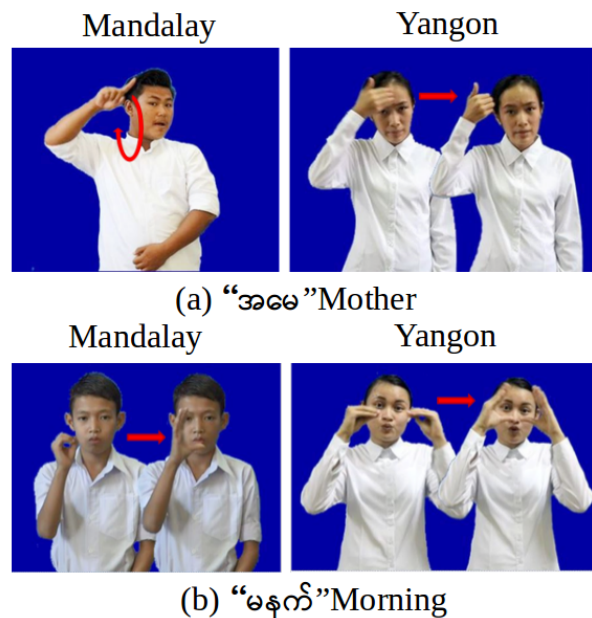 Mandalay Yangon
(a) “အမေ”Mother
Mandalay Yangon
(b) “မနက်”Morning